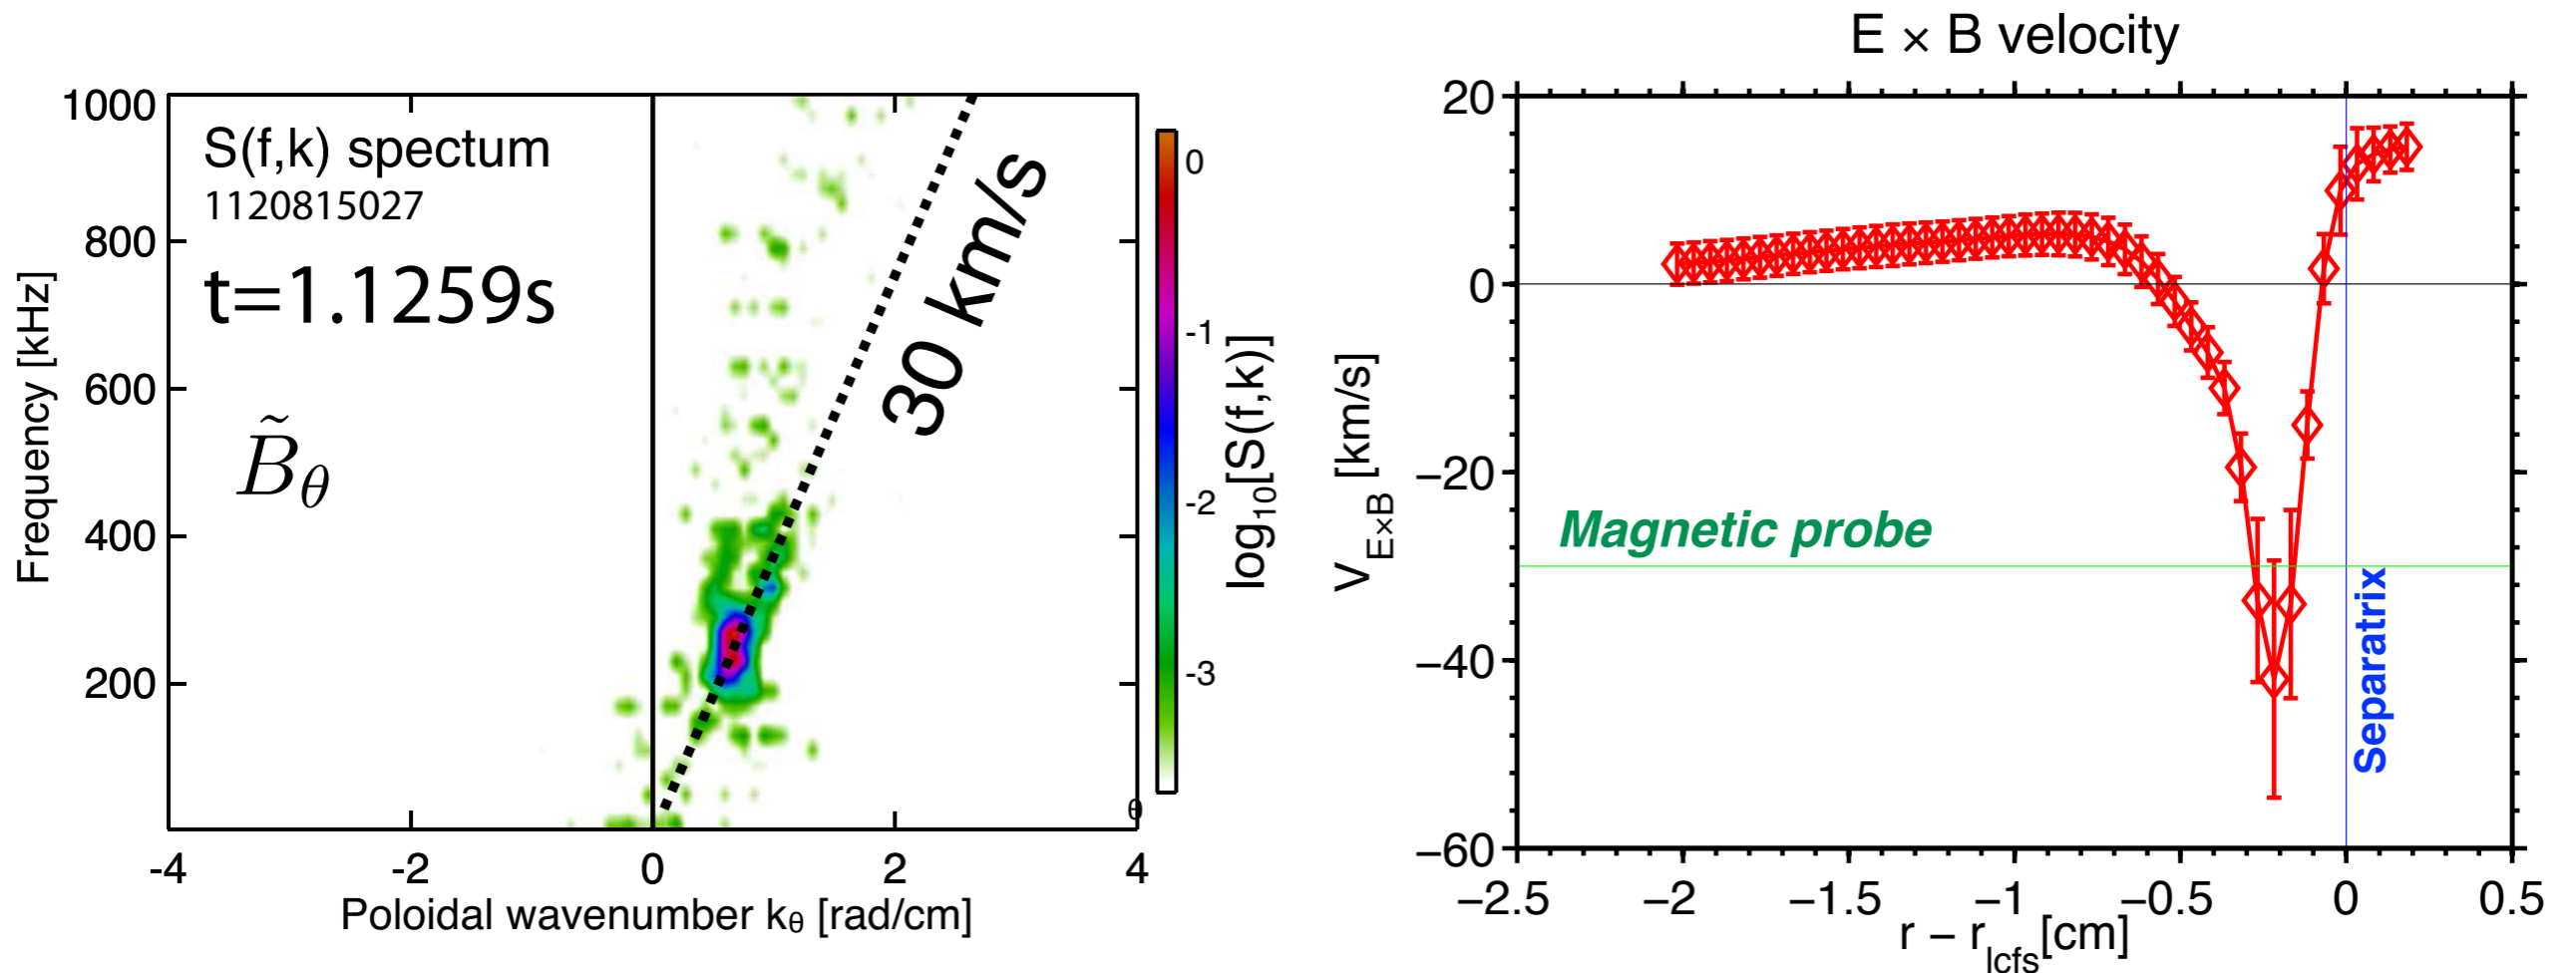 S(f,k) spectum
1120815027
t=1.1259s
B̃θ
30 km/s
1000
800
600
400
200
Frequency [kHz]
-4
-2
0
2
4
Poloidal wavenumber kθ [rad/cm]
θ
0
-1
-2
-3
log10[S(f,k)]
E × B velocity
20
0
−20
−40
−60
VE×B [km/s]
Magnetic probe
Separatrix
−2.5
−2
−1.5
−1
−0.5
0
0.5
r − rlcfs[cm]